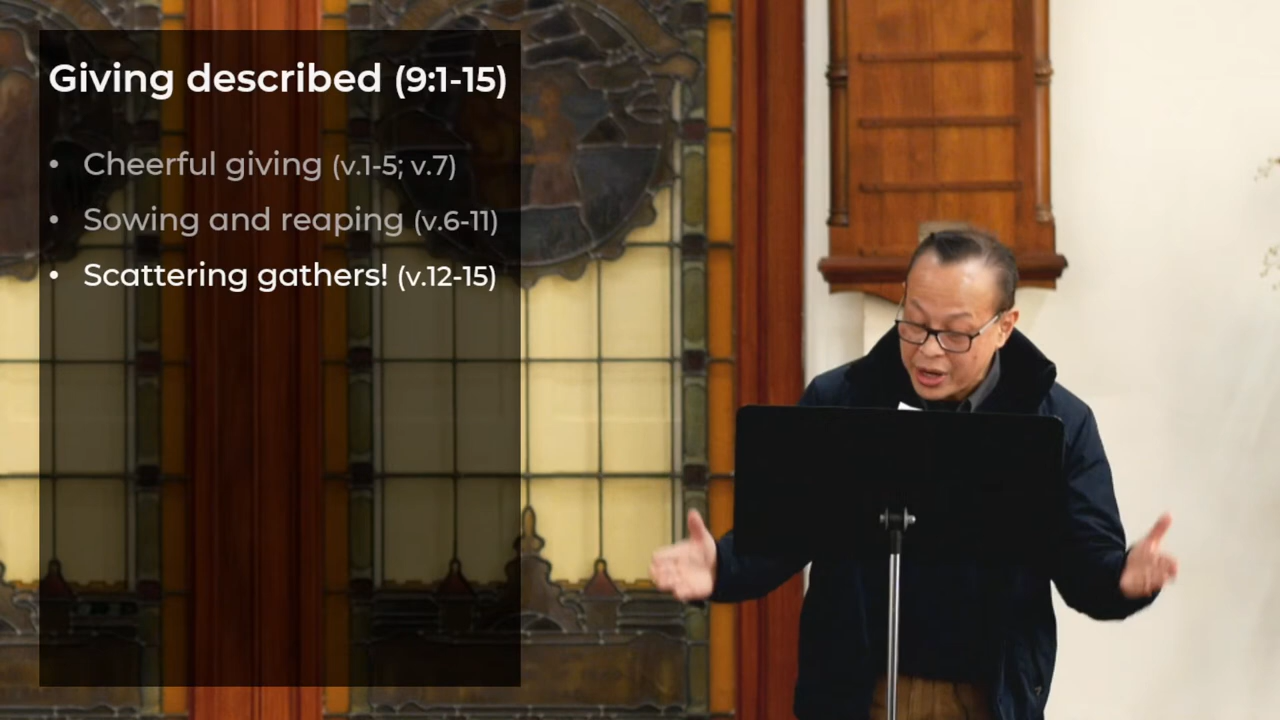 Giving described (9:1-15)
• Cheerful giving (v.1-5; v.7)
• Sowing and reaping (v.6-11)
• Scattering gathers! (v.12-15)